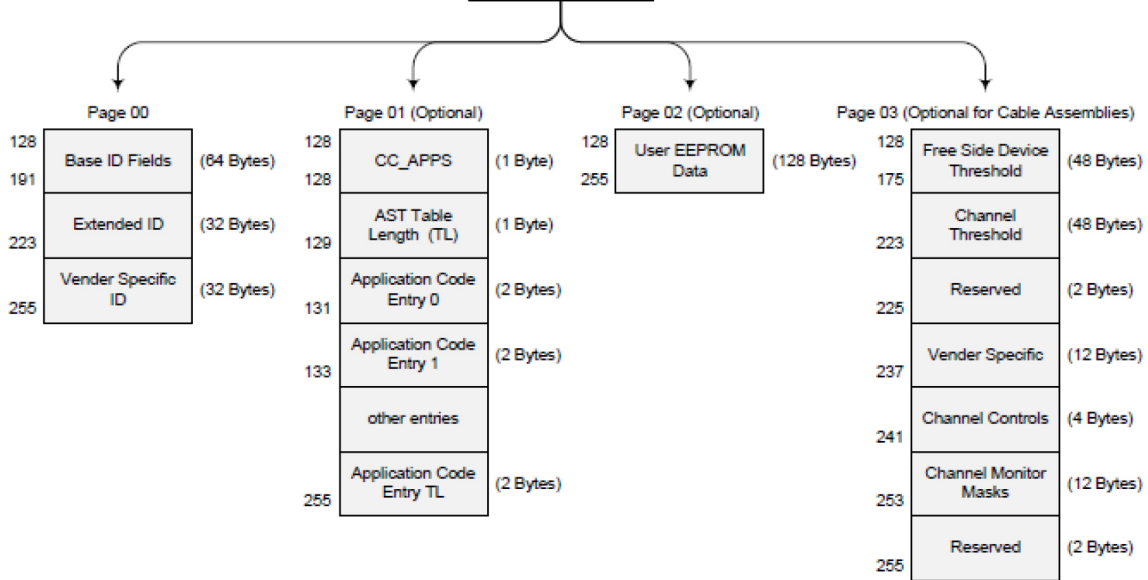 Page 00
128
Base ID Fields
(64 Bytes)
191
Extended ID
(32 Bytes)
223
Vender Specific
ID
(32 Bytes)
255
Page 01 (Optional)
128
CC_APPS
(1 Byte)
128
AST Table
Length (TL)
(1 Byte)
129
Application Code
Entry 0
(2 Bytes)
131
Application Code
Entry 1
(2 Bytes)
133
other entries
Application Code
Entry TL
(2 Bytes)
255
Page 02 (Optional)
128
User EEPROM
Data
(128 Bytes)
255
Page 03 (Optional for Cable Assemblies)
128
Free Side Device
Threshold
(48 Bytes)
175
Channel
Threshold
(48 Bytes)
223
Reserved
(2 Bytes)
225
Vender Specific
(12 Bytes)
237
Channel Controls
(4 Bytes)
241
Channel Monitor
Masks
(12 Bytes)
253
Reserved
(2 Bytes)
255